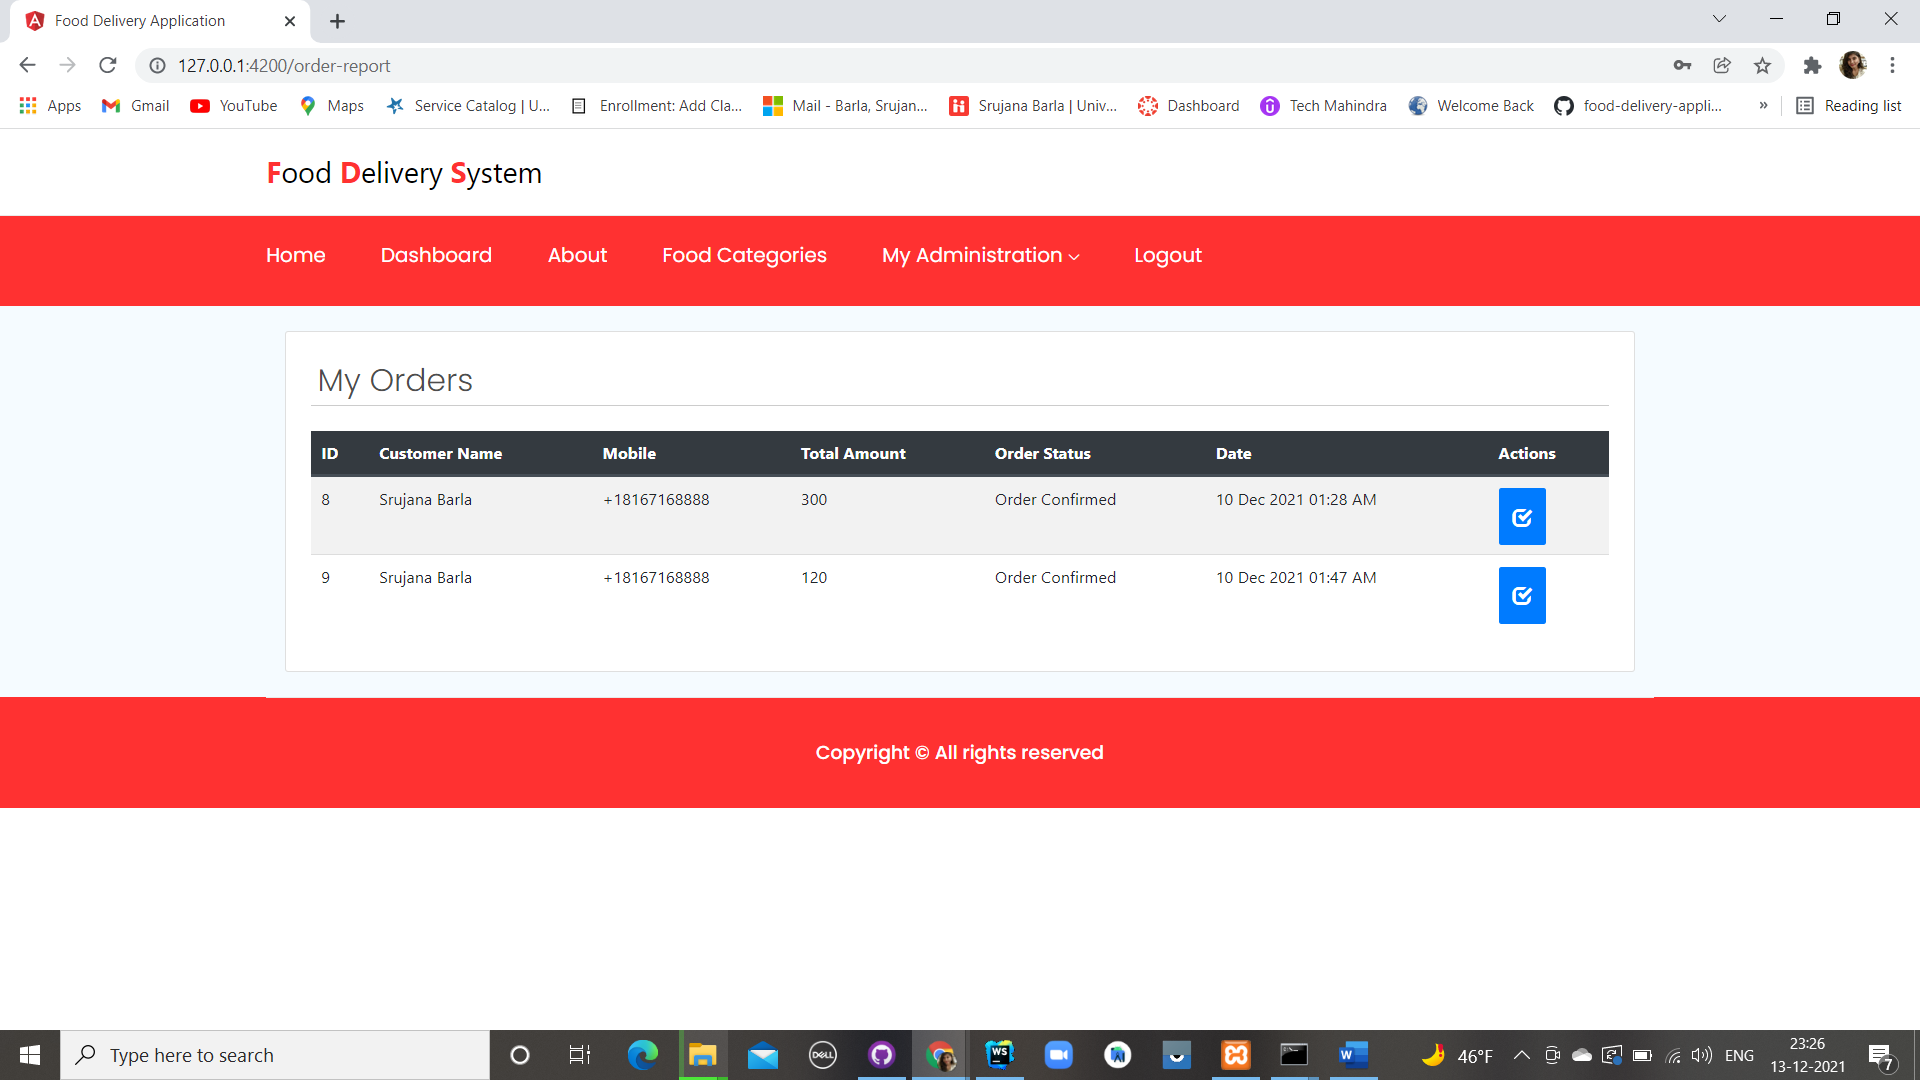 Food Delivery Application
127.0.0.1:4200/order-report
Apps Gmail YouTube Maps Service Catalog | U... Enrollment: Add Cla... Mail - Barla, Srujan... Srujana Barla | Univ... Dashboard Tech Mahindra Welcome Back food-delivery-appli... » Reading list
Food Delivery System
Home Dashboard About Food Categories My Administration Logout
My Orders
ID Customer Name Mobile Total Amount Order Status Date Actions
8 Srujana Barla +18167168888 300 Order Confirmed 10 Dec 2021 01:28 AM
9 Srujana Barla +18167168888 120 Order Confirmed 10 Dec 2021 01:47 AM
Copyright © All rights reserved
Type here to search DELL WS W 46°F ENG 23:26
13-12-2021 7